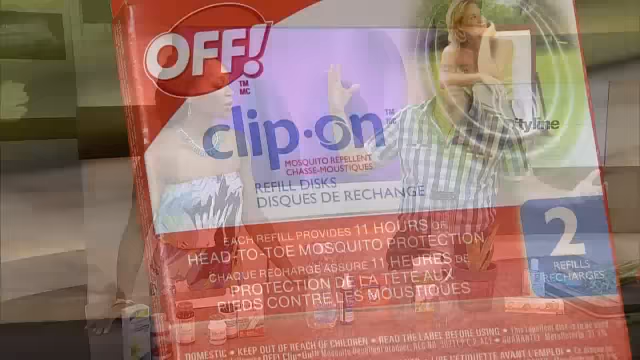 OFF!
TM
MC
clip·on
TM
MC
MOSQUITO REPELLENT
CHASSE-MOUSTIQUES
REFILL DISKS
DISQUES DE RECHANGE
cityline
EACH REFILL PROVIDES 11 HOURS OF
HEAD-TO-TOE MOSQUITO PROTECTION
CHAQUE RECHARGE ASSURE 11 HEURES DE
PROTECTION DE LA TÊTE AUX
PIEDS CONTRE LES MOUSTIQUES
2
REFILLS
RECHARGES
DOMESTIC • KEEP OUT OF REACH OF CHILDREN • READ THE LABEL BEFORE USING •